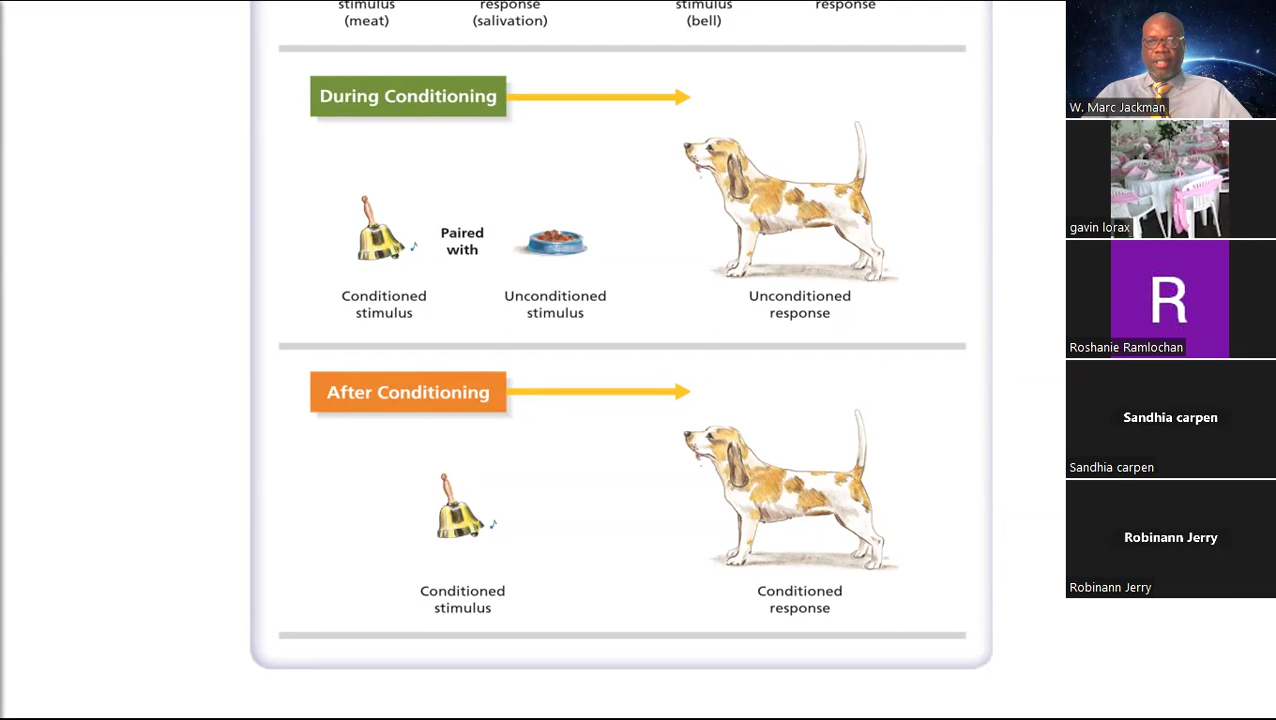 stimulus
(meat)
response
(salivation)
stimulus
(bell)
response
During Conditioning
Paired
with
Conditioned
stimulus
Unconditioned
stimulus
Unconditioned
response
After Conditioning
Conditioned
stimulus
Conditioned
response
W. Marc Jackman
gavin lorax
R
Roshanie Ramlochan
Sandhia carpen
Sandhia carpen
Robinann Jerry
Robinann Jerry